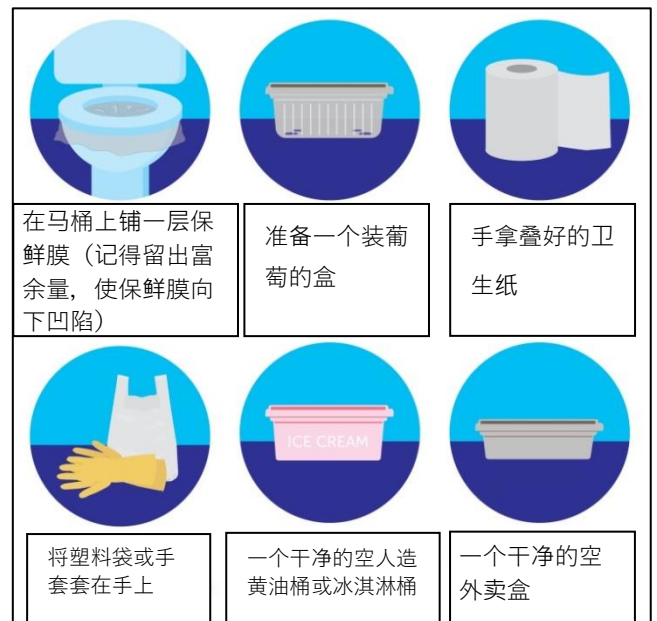 在马桶上铺一层保
鲜膜（记得留出富
余量，使保鲜膜向
下凹陷）
准备一个装葡
萄的盒
手拿叠好的卫
生纸
ICE CREAM
将塑料袋或手
套套在手上
一个干净的空人造
黄油桶或冰淇淋桶
一个干净的空
外卖盒